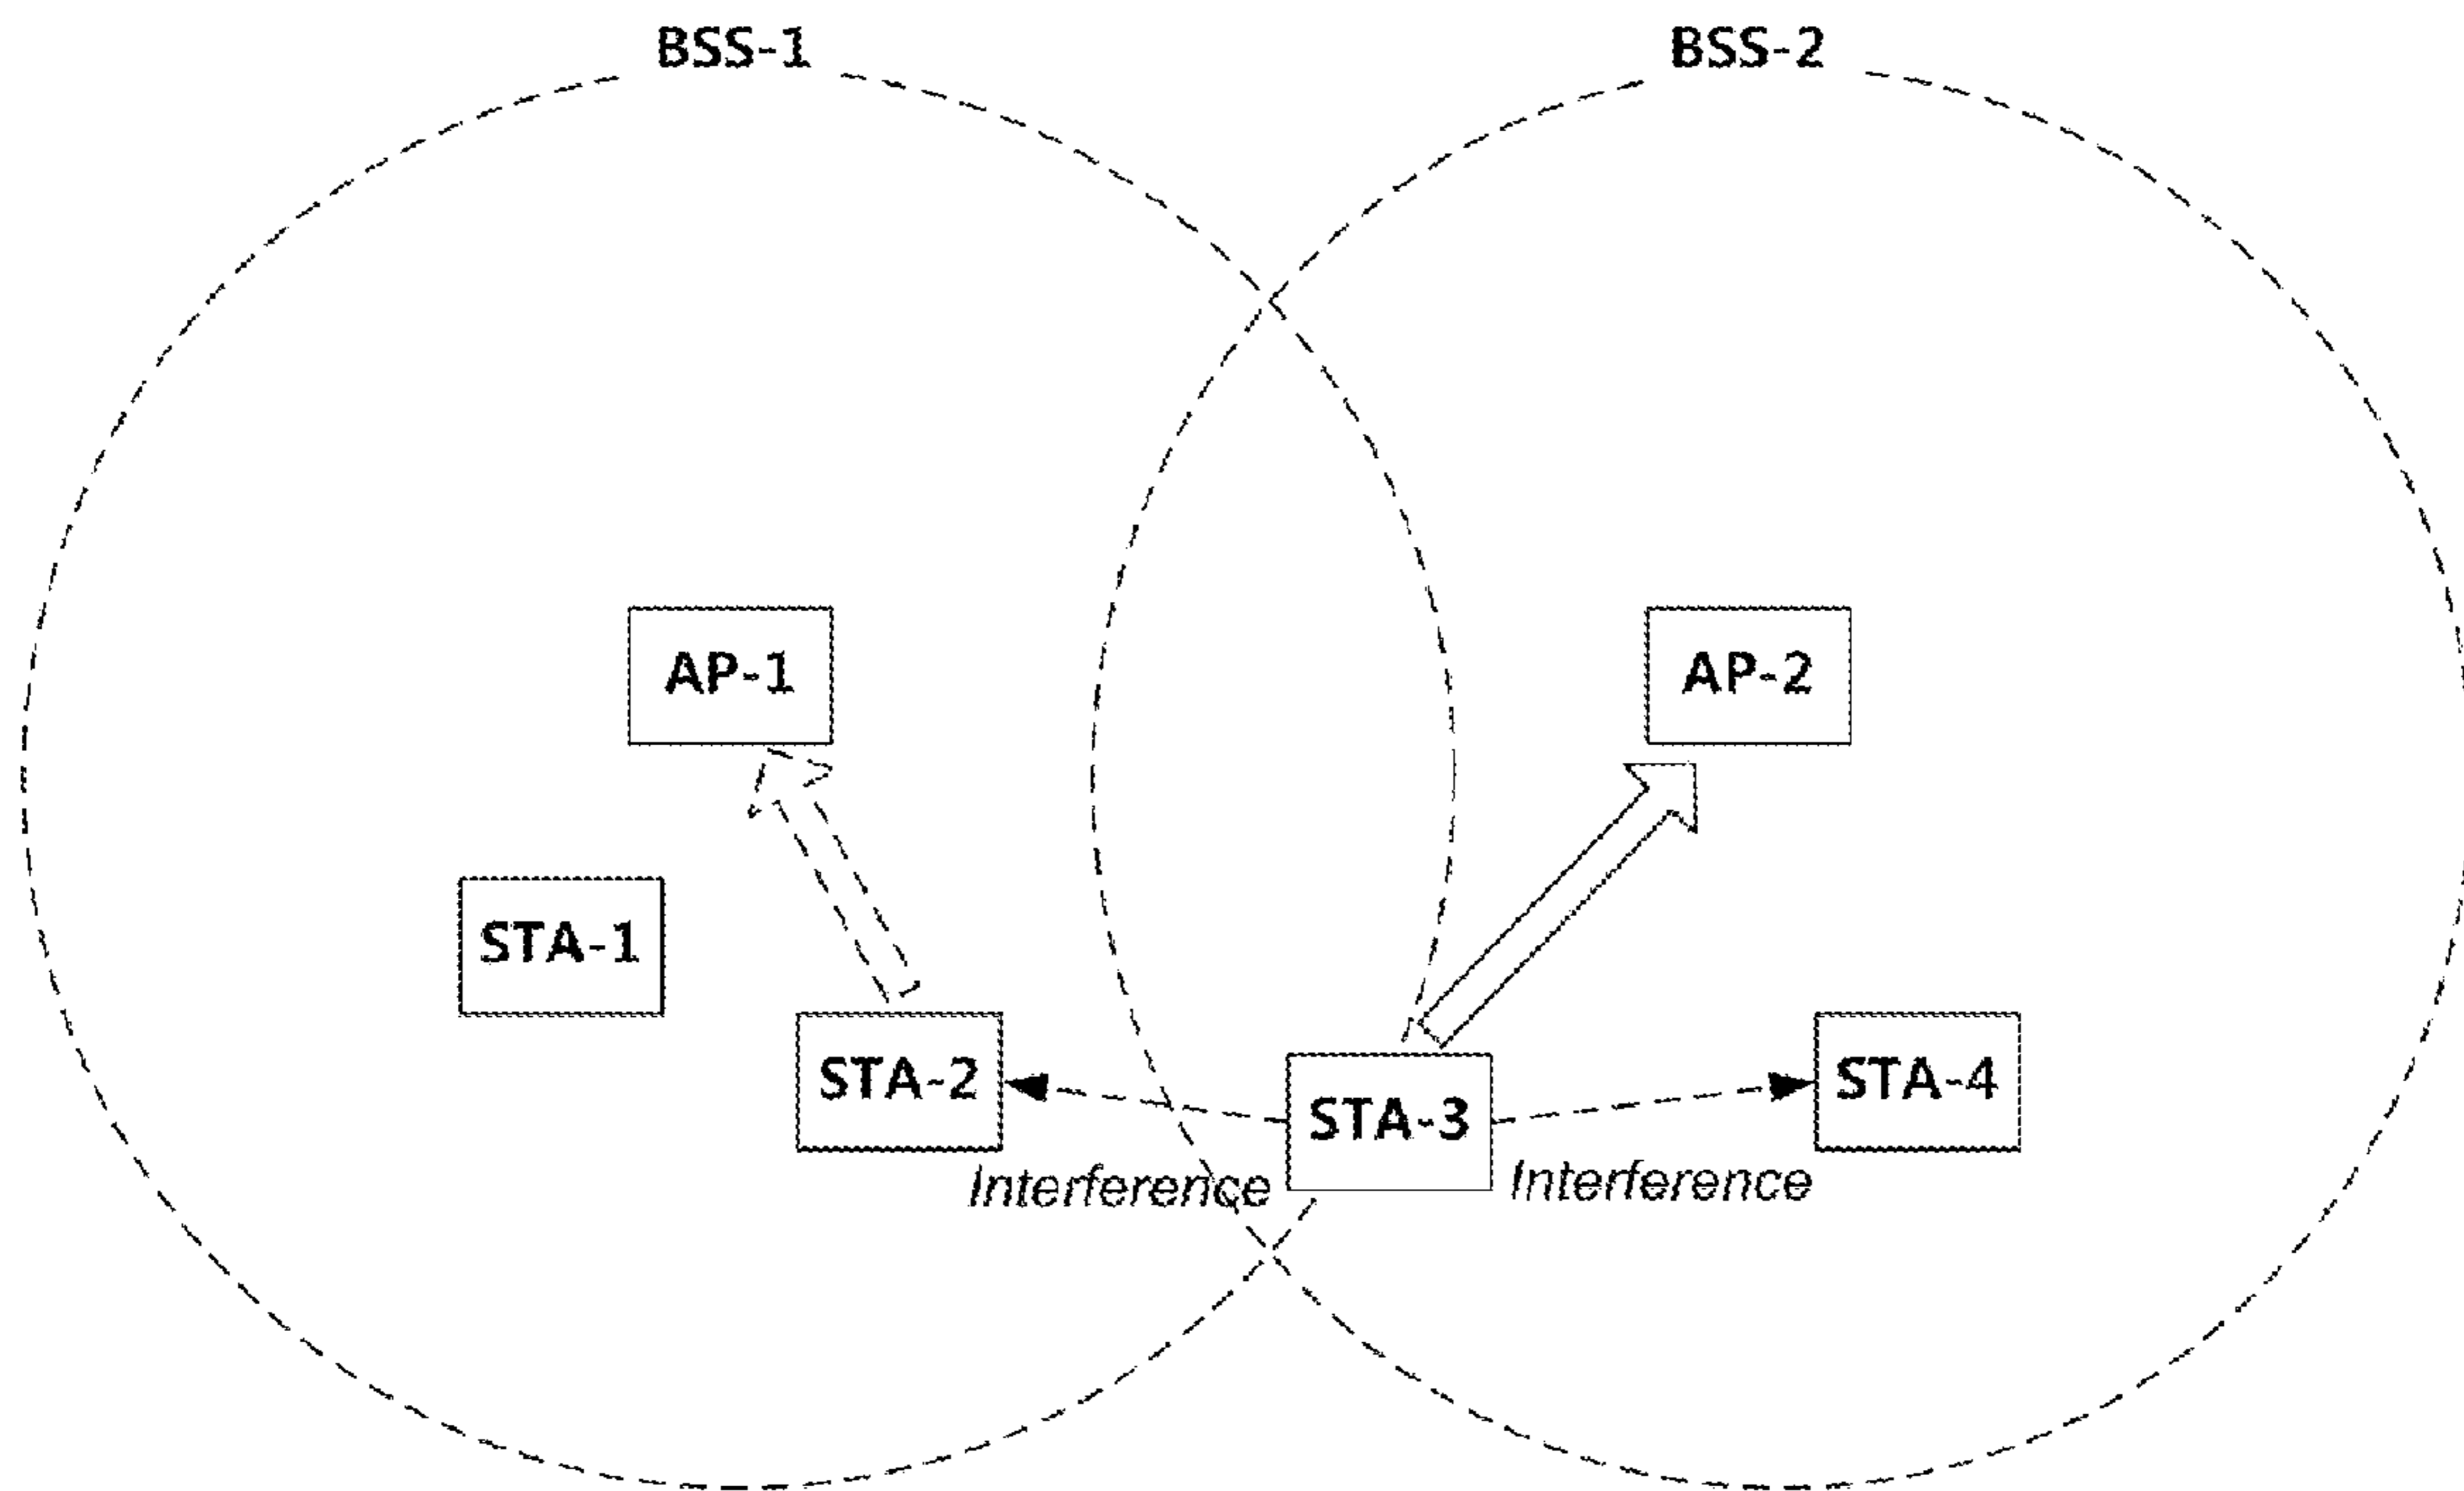 BSS-1
BSS-2
AP-1
AP-2
STA-1
STA-2
STA-3
STA-4
Interference
Interference